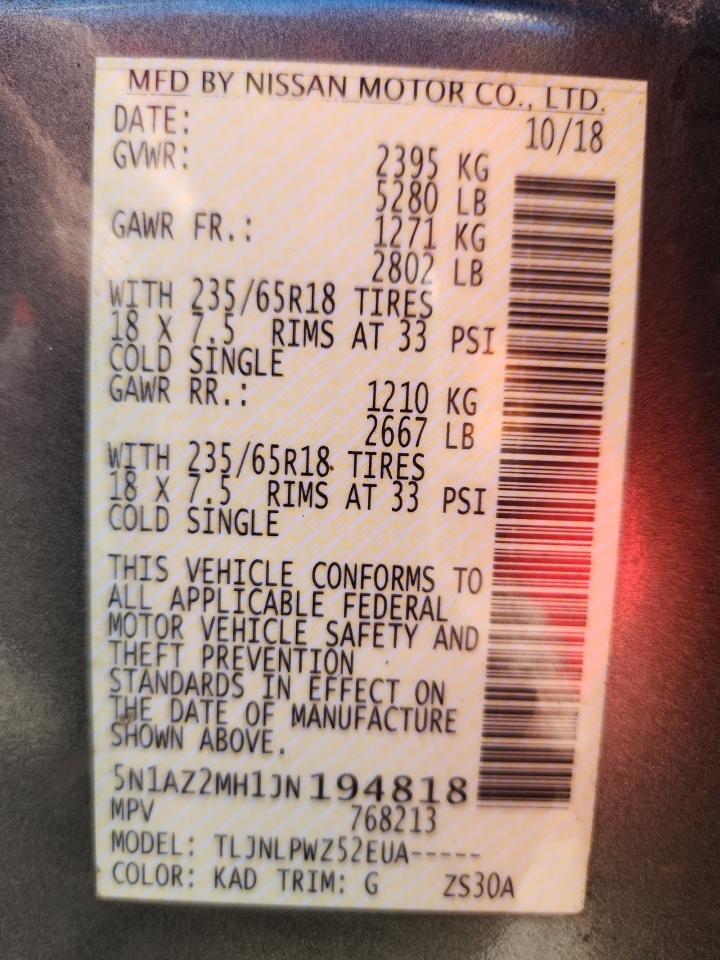 MFD BY NISSAN MOTOR CO., LTD.
DATE: 10/18
GVWR: 2395 KG
5280 LB
GAWR FR.: 1271 KG
2802 LB
WITH 235/65R18 TIRES
18 X 7.5 RIMS AT 33 PSI
COLD SINGLE
GAWR RR.: 1210 KG
2667 LB
WITH 235/65R18 TIRES
18 X 7.5 RIMS AT 33 PSI
COLD SINGLE
THIS VEHICLE CONFORMS TO
ALL APPLICABLE FEDERAL
MOTOR VEHICLE SAFETY AND
THEFT PREVENTION
STANDARDS IN EFFECT ON
THE DATE OF MANUFACTURE
SHOWN ABOVE.
5N1AZ2MH1JN194818
MPV 768213
MODEL: TLJNLPWZ52EUA-----
COLOR: KAD TRIM: G ZS30A